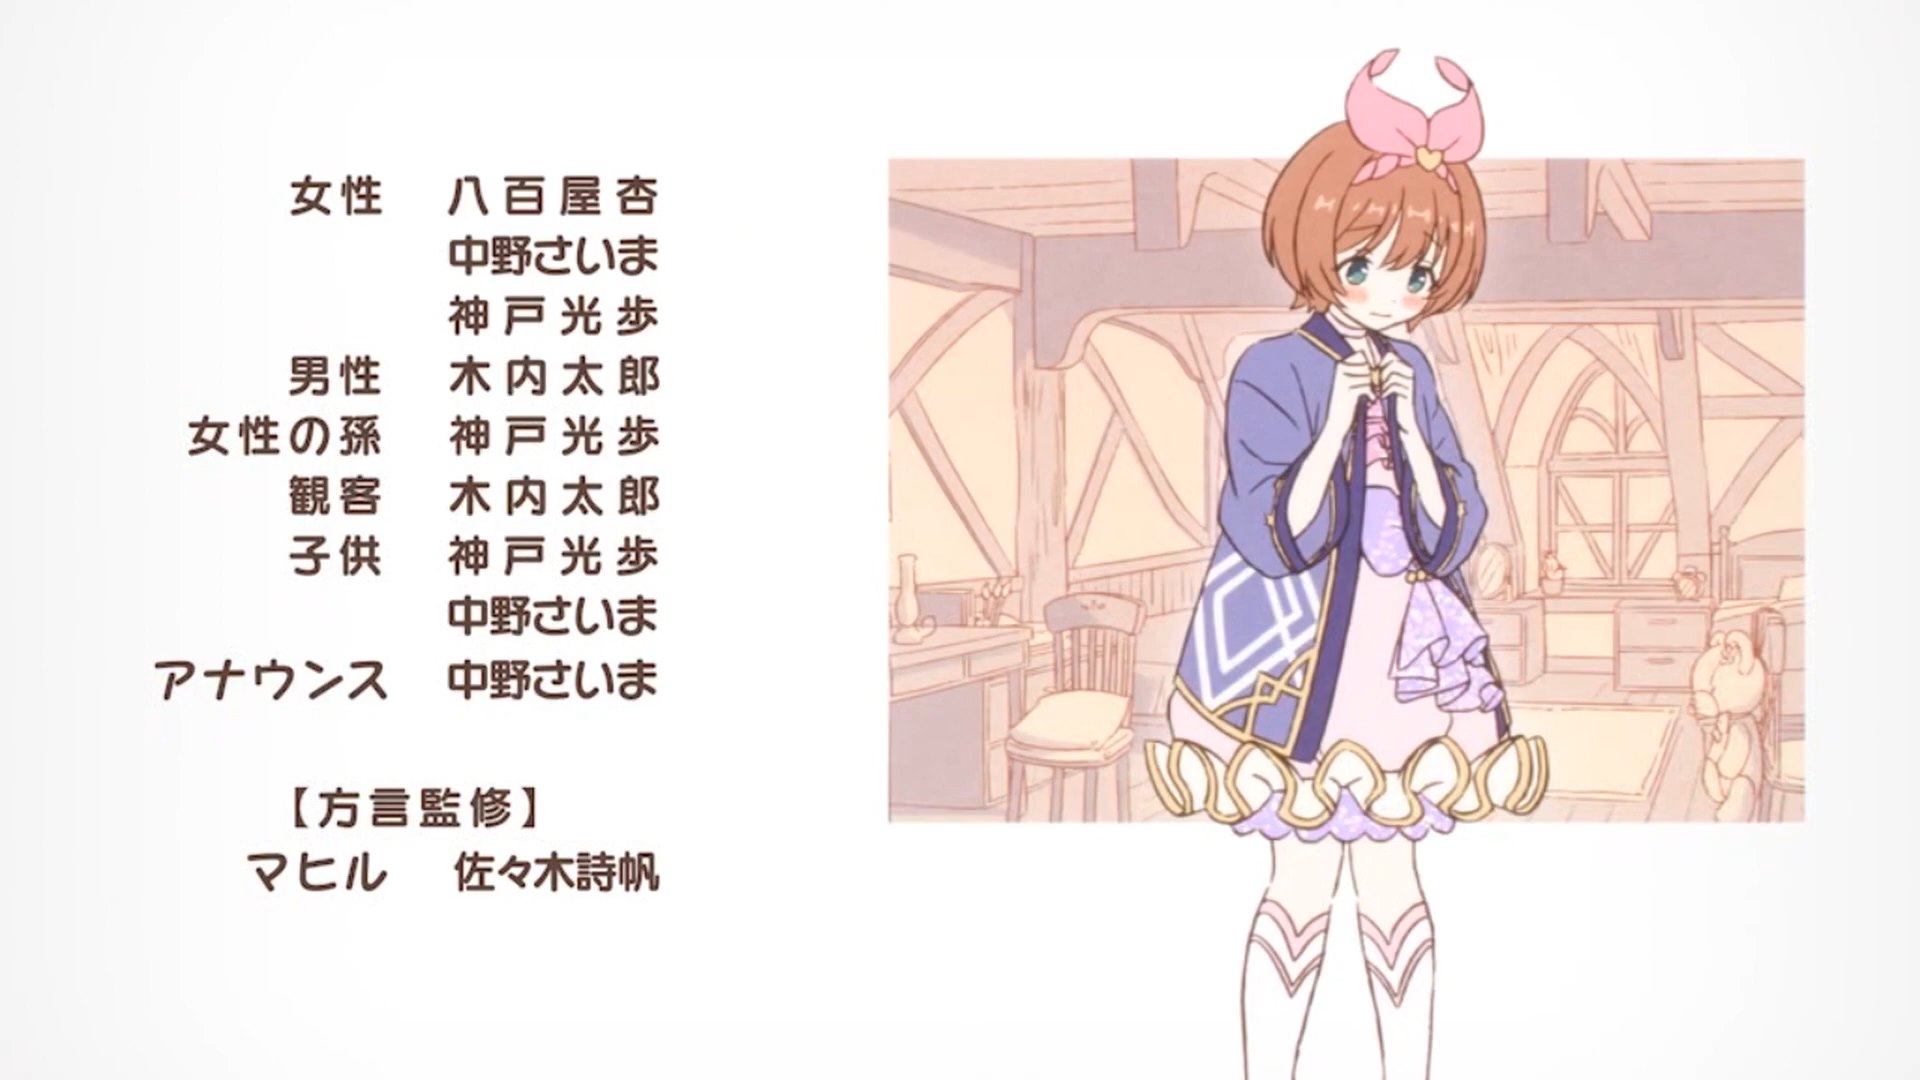 女性 八百屋杏
中野さいま
神戸光歩
男性 木内太郎
女性の孫 神戸光歩
観客 木内太郎
子供 神戸光歩
中野さいま
アナウンス 中野さいま
【方言監修】
マヒル 佐々木詩帆